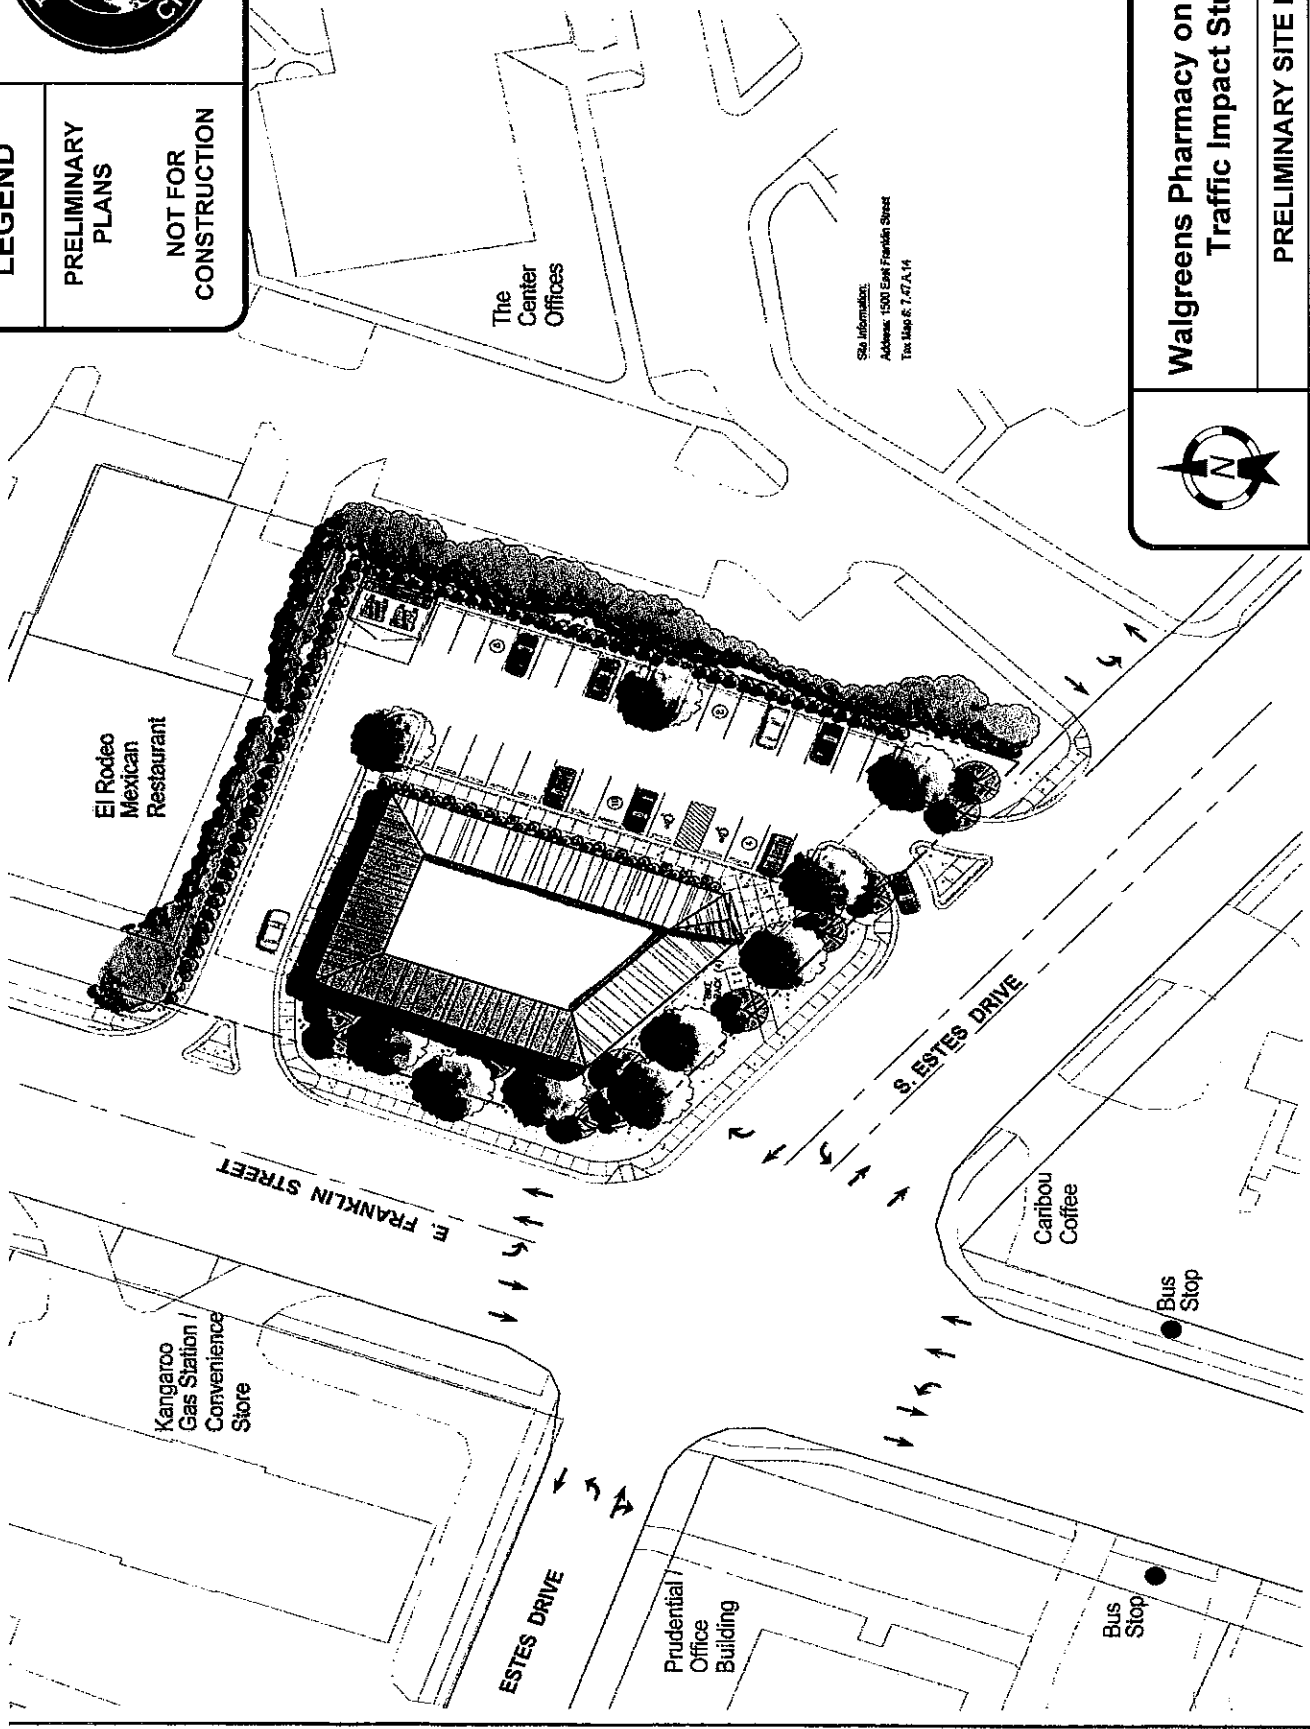 LEGEND
PRELIMINARY
PLANS
NOT FOR
CONSTRUCTION
The
Center
Offices
Site Information:
Address: 1500 East Franklin Street
Walgreens Pharmacy on
Traffic Impact
PRELIMINARY SITE
N
El Rodeo
Mexican
Restaurant
E. FRANKLIN STREET
S. ESTES DRIVE
Kangaroo
Gas Station /
Convenience
Store
Caribou
Coffee
Bus
Stop
ESTES DRIVE
Prudential /
Office
Building
Bus
Stop